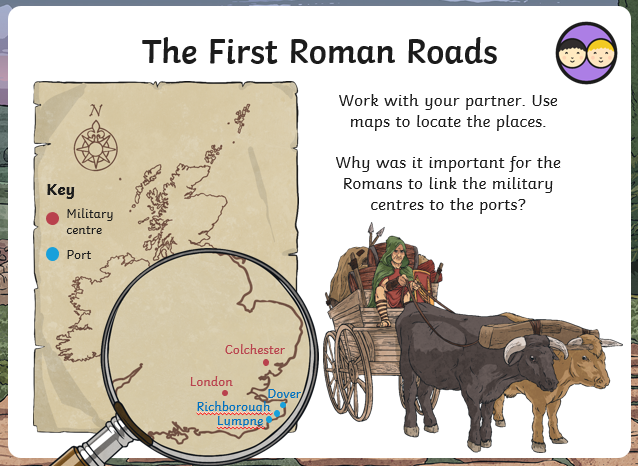 The First Roman Roads
Work with your partner. Use
maps to locate the places.
Why was it important for the
Romans to link the military
centres to the ports?
N
Key
Military
centre
Port
Colchester
London
Dover
Richborough
Lumpne